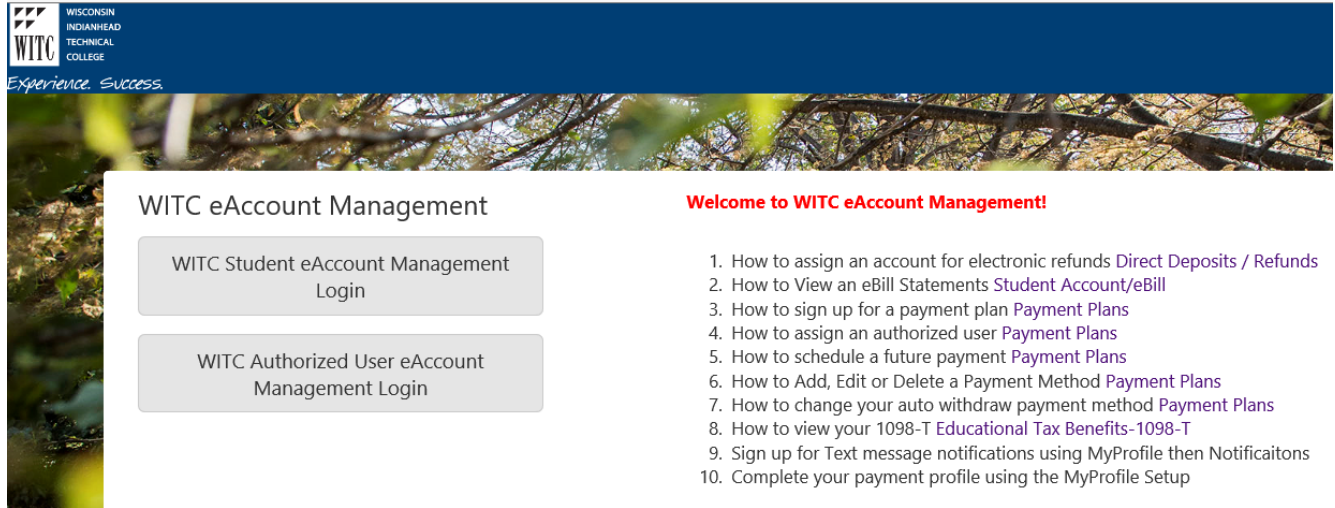 WISCONSIN
INDIANHEAD
TECHNICAL
COLLEGE
WITC
Experience. Success.
WITC eAccount Management
WITC Student eAccount Management
Login
WITC Authorized User eAccount
Management Login
Welcome to WITC eAccount Management!
1. How to assign an account for electronic refunds Direct Deposits / Refunds
2. How to View an eBill Statements Student Account/eBill
3. How to sign up for a payment plan Payment Plans
4. How to assign an authorized user Payment Plans
5. How to schedule a future payment Payment Plans
6. How to Add, Edit or Delete a Payment Method Payment Plans
7. How to change your auto withdraw payment method Payment Plans
8. How to view your 1098-T Educational Tax Benefits-1098-T
9. Sign up for Text message notifications using MyProfile then Notificaitons
10. Complete your payment profile using the MyProfile Setup